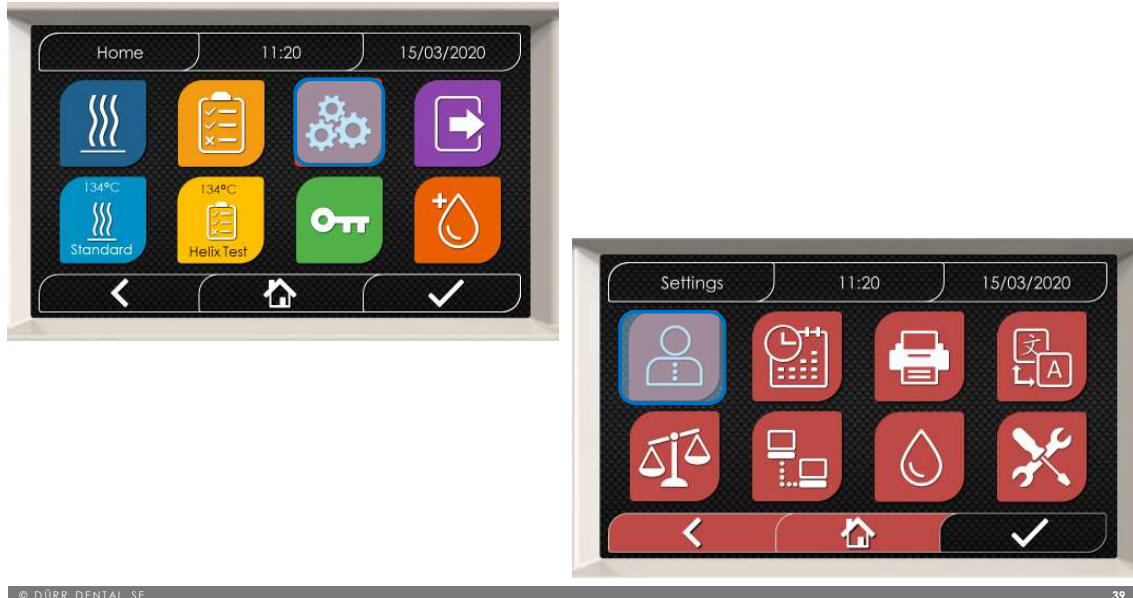 Home 11:20 15/03/2020
134°C 134°C
Standard Helix Test
Settings 11:20 15/03/2020
文 A
© DÜRR DENTAL SE 39